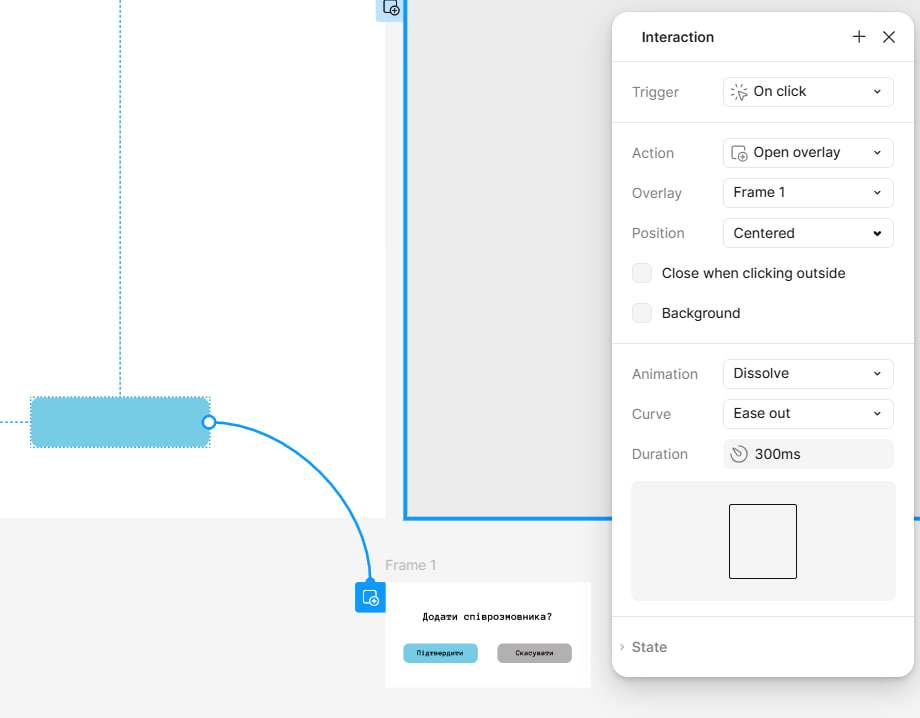 Interaction
Trigger
On click
Action
Open overlay
Overlay
Frame 1
Position
Centered
Close when clicking outside
Background
Animation
Dissolve
Curve
Ease out
Duration
300ms
State
Frame 1
Додати співрозмовника?
Підтвердити
Скасувати